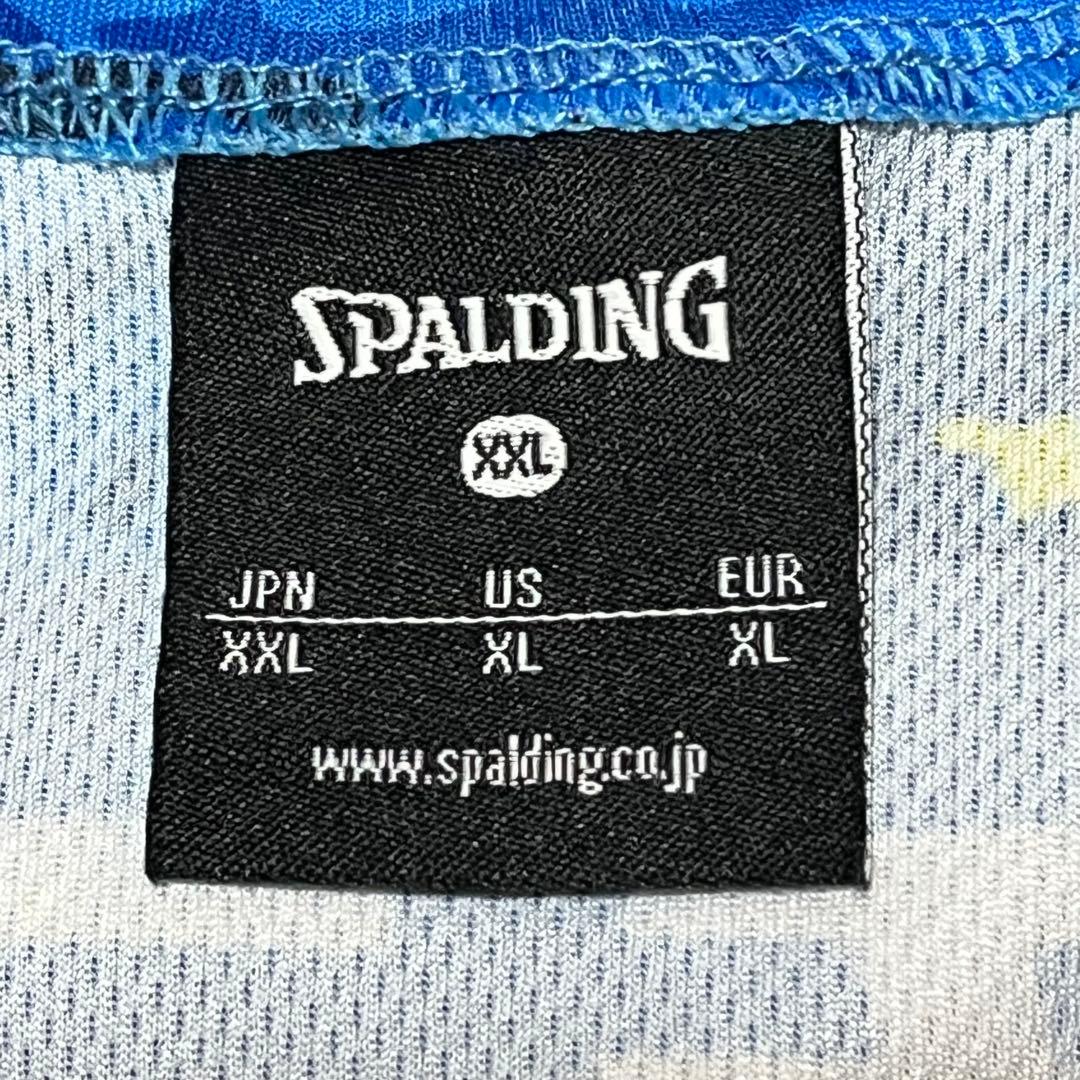 SPALDING
XXL
JPN US EUR
XXL XL XL
www.spalding.co.jp